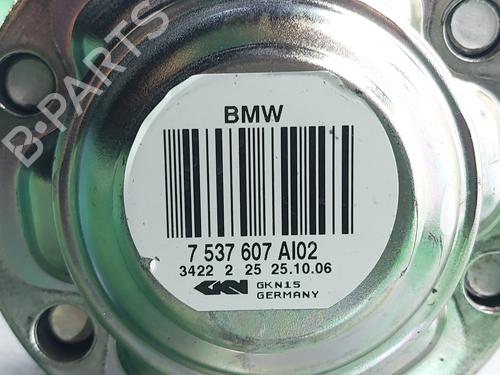 B-PARTS
BMW
7 537 607 AI02
3422 2 25 25.10.06
GKN GKN15
GERMANY